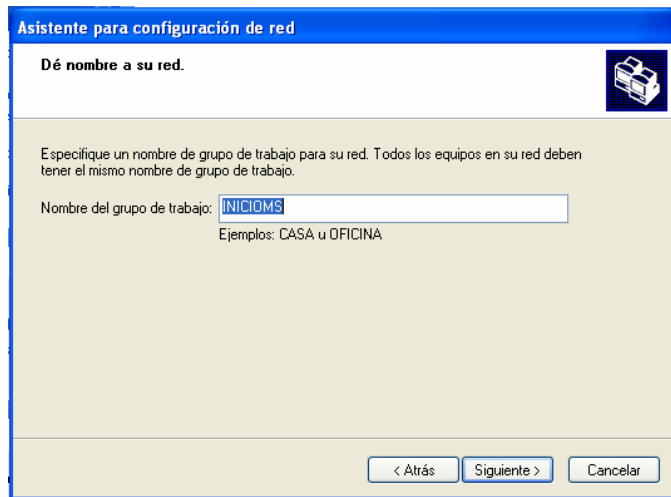 Asistente para configuración de red
Dé nombre a su red.
Especifique un nombre de grupo de trabajo para su red. Todos los equipos en su red deben
tener el mismo nombre de grupo de trabajo.
Nombre del grupo de trabajo: INICIOMS
Ejemplos: CASA u OFICINA
< Atrás Siguiente > Cancelar